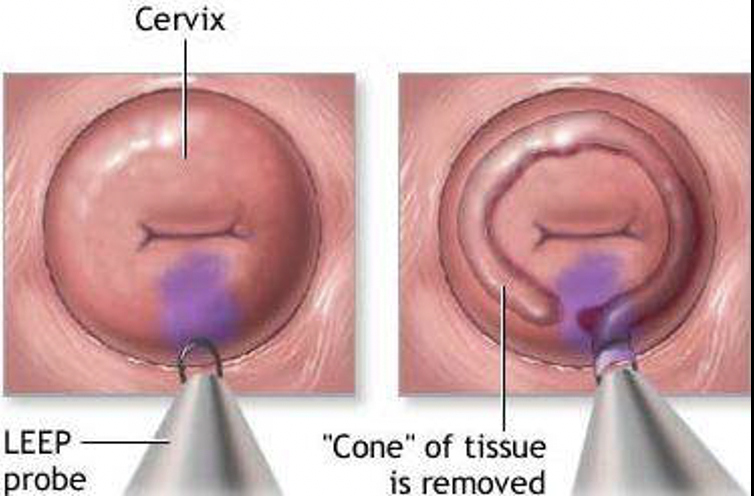 Cervix
LEEP
probe
"Cone" of tissue
is removed